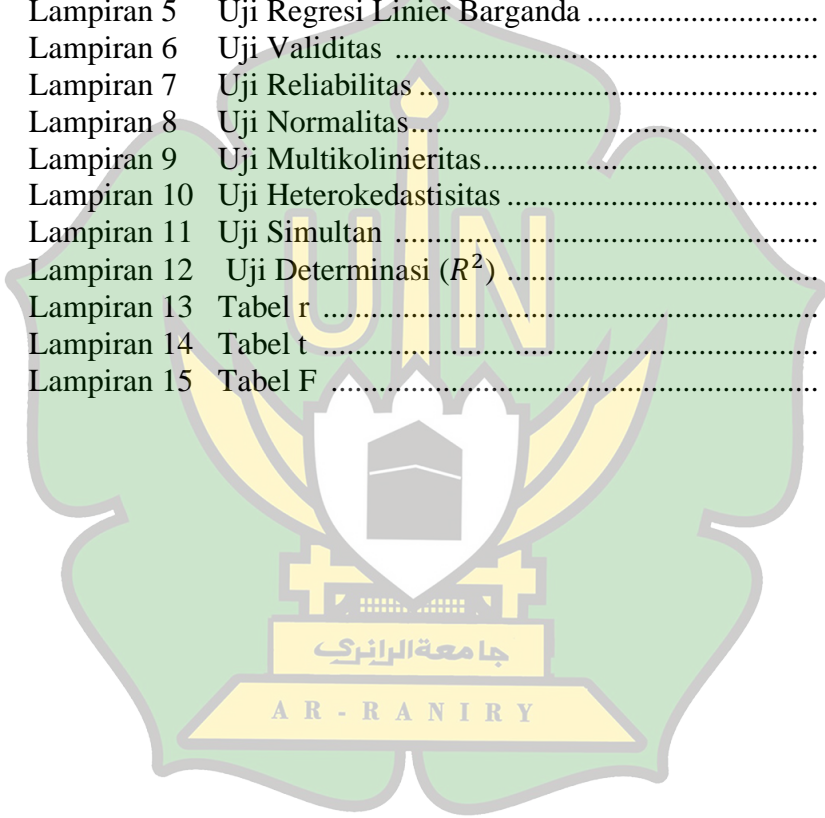 Lampiran 5 Uji Regresi Linier Barganda ........................................
Lampiran 6 Uji Validitas ........................................
Lampiran 7 Uji Reliabilitas ........................................
Lampiran 8 Uji Normalitas ........................................
Lampiran 9 Uji Multikolinieritas ........................................
Lampiran 10 Uji Heterokedastisitas ........................................
Lampiran 11 Uji Simultan ........................................
Lampiran 12 Uji Determinasi (R²) ........................................
Lampiran 13 Tabel r ........................................
Lampiran 14 Tabel t ........................................
Lampiran 15 Tabel F ........................................
UIN
جامعةالرانري
AR-RANIRY